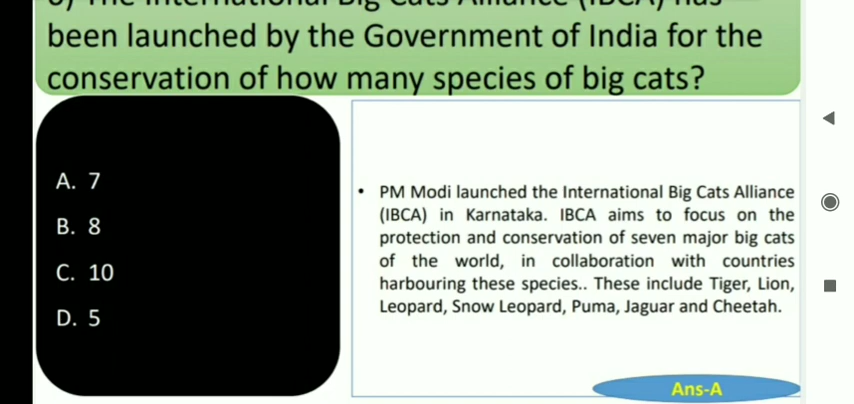 been launched by the Government of India for the
conservation of how many species of big cats?
A. 7
B. 8
C. 10
D. 5
• PM Modi launched the International Big Cats Alliance
(IBCA) in Karnataka. IBCA aims to focus on the
protection and conservation of seven major big cats
of the world, in collaboration with countries
harbouring these species.. These include Tiger, Lion,
Leopard, Snow Leopard, Puma, Jaguar and Cheetah.
Ans-A